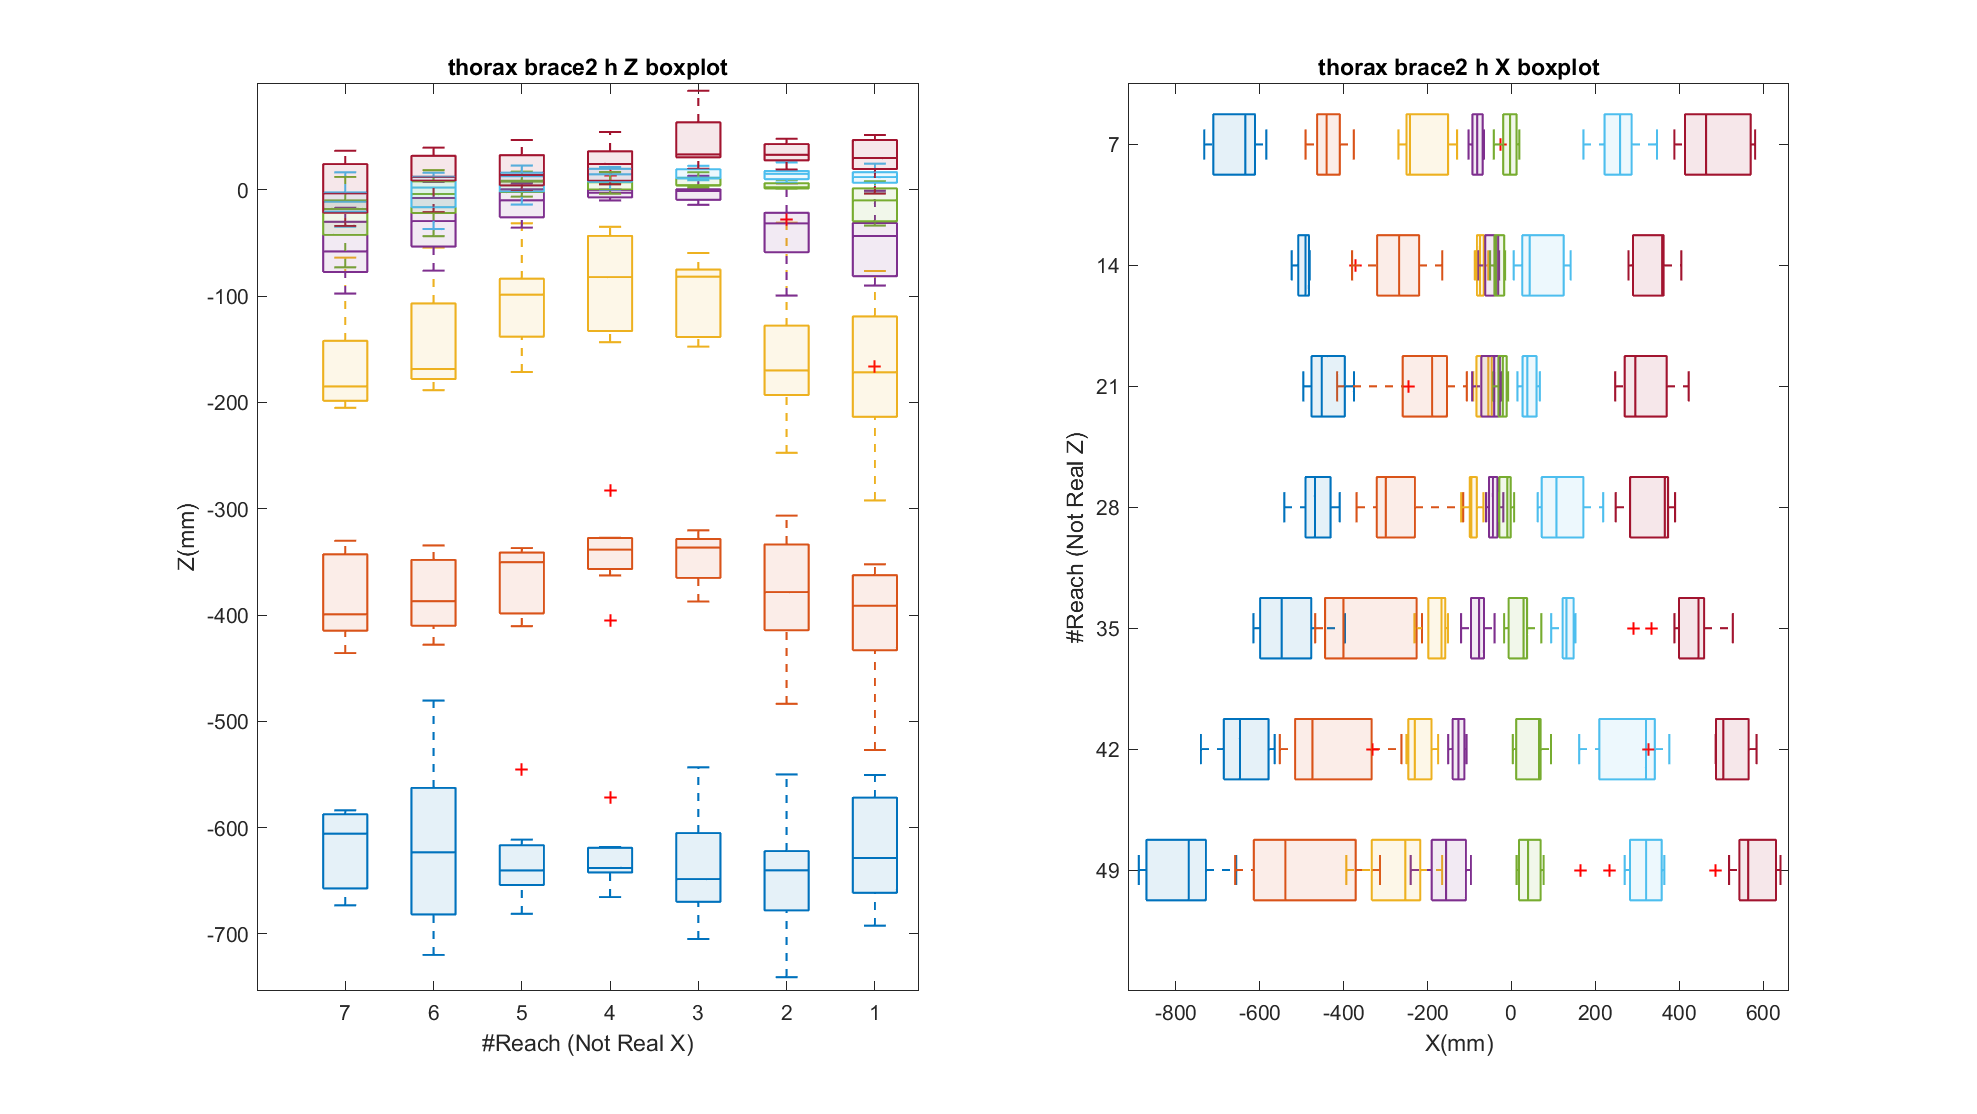 thorax brace2 h Z boxplot
0
-100
-200
-300
-400
-500
-600
-700
Z(mm)
7 6 5 4 3 2 1
#Reach (Not Real X)
thorax brace2 h X boxplot
7
14
21
28
35
42
49
#Reach (Not Real Z)
-800 -600 -400 -200 0 200 400 600
X(mm)